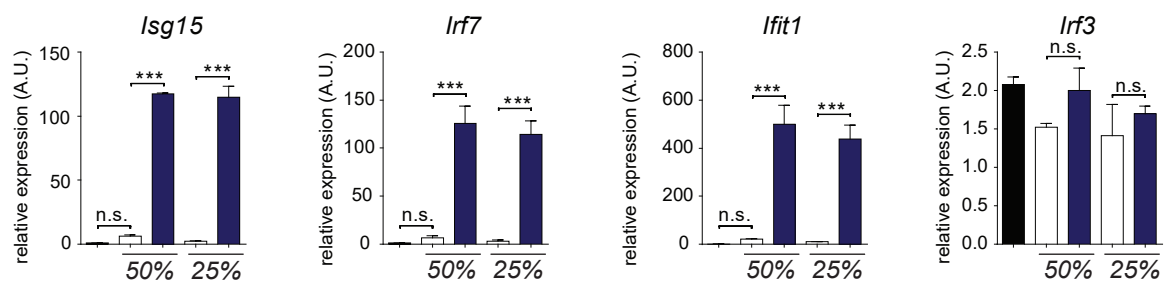 Isg15
relative expression (A.U.)
150
100
50
0
n.s.
***
***
50%
25%
Irf7
relative expression (A.U.)
200
150
100
50
0
n.s.
***
***
50%
25%
Ifit1
relative expression (A.U.)
800
600
400
200
0
n.s.
***
***
50%
25%
Irf3
relative expression (A.U.)
2.5
2.0
1.5
1.0
0.5
0.0
n.s.
n.s.
50%
25%